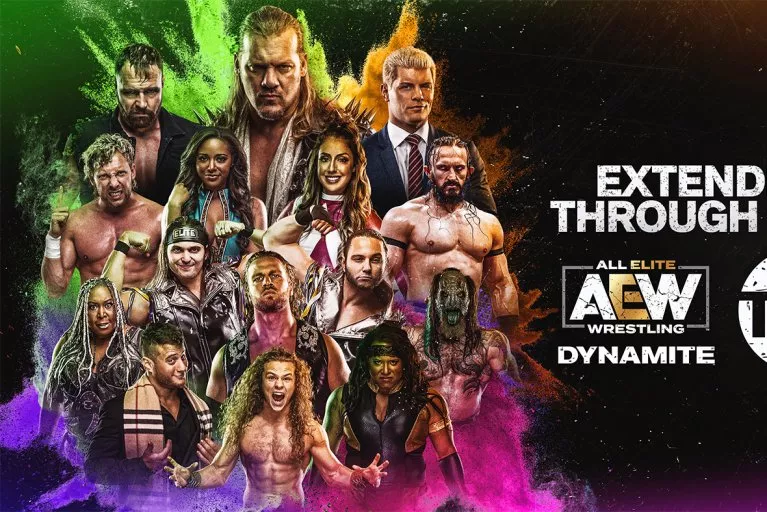 EXTEND
THROUGH
ALL ELITE
AEW
WRESTLING
DYNAMITE
ELITE